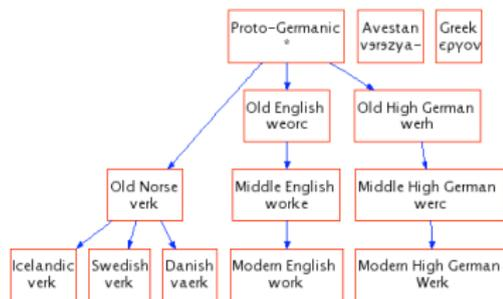 Proto-Germanic
*
Avestan
vərəzya-
Greek
εργον
Old English
weorc
Old High German
werh
Old Norse
verk
Middle English
worke
Middle High German
werc
Icelandic
verk
Swedish
verk
Danish
vaerk
Modern English
work
Modern High German
Werk